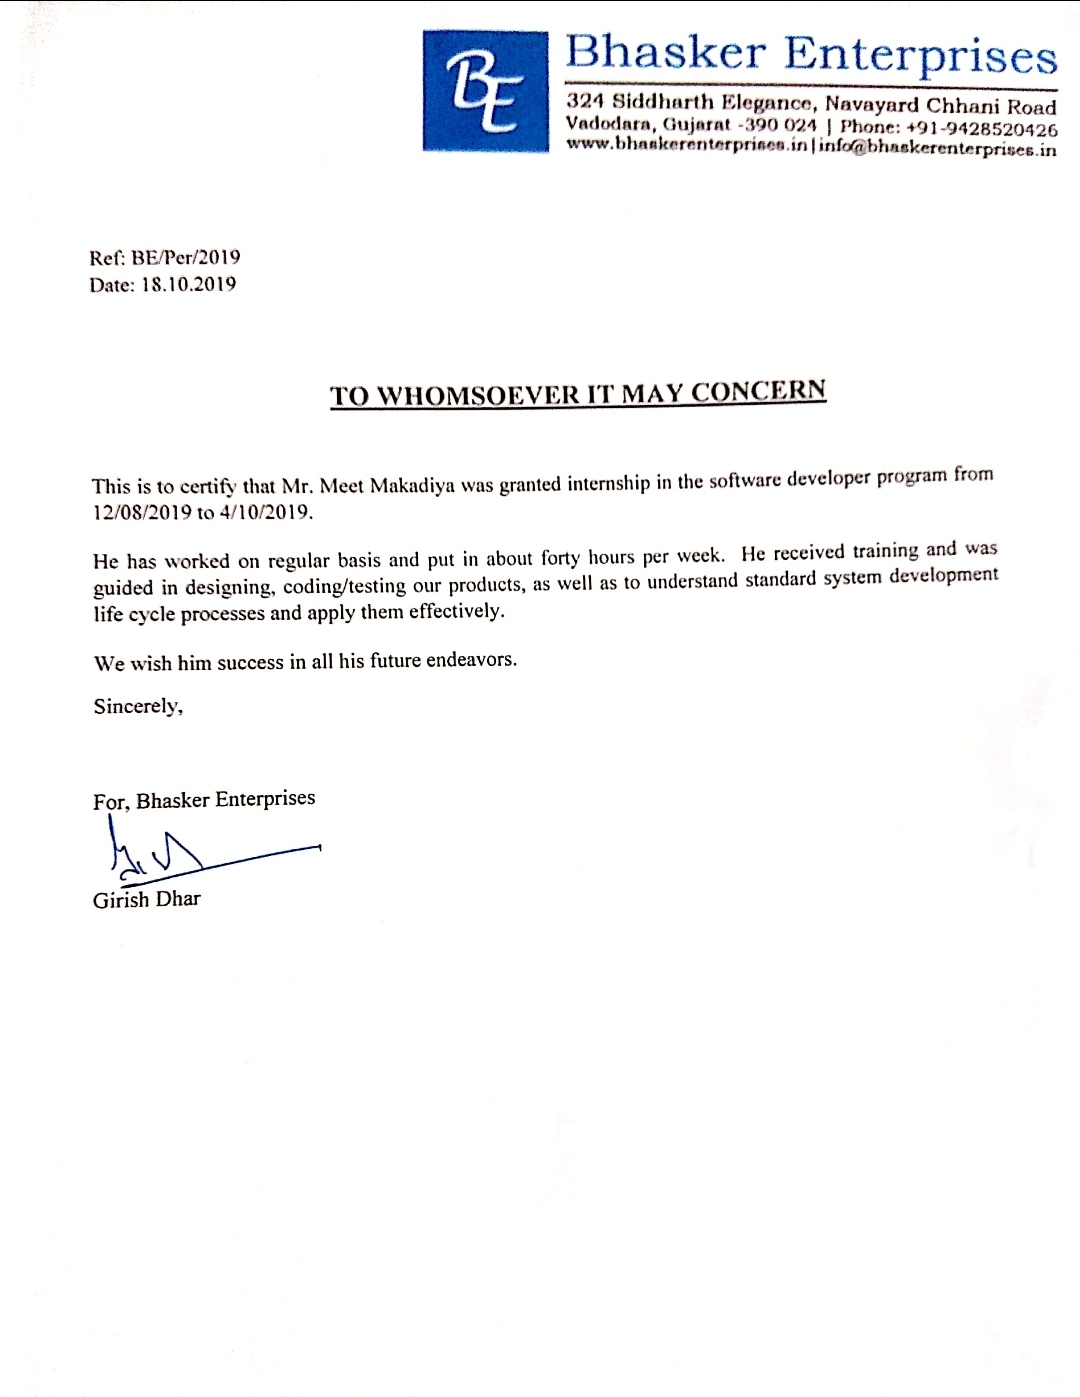 BE
Bhasker Enterprises
324 Siddharth Elegance, Navayard Chhani Road
Vadodara, Gujarat -390 024 | Phone: +91-9428520426
www.bhaskerenterprises.in|info@bhaskerenterprises.in
Ref: BE/Per/2019
Date: 18.10.2019
TO WHOMSOEVER IT MAY CONCERN
This is to certify that Mr. Meet Makadiya was granted internship in the software developer program from
12/08/2019 to 4/10/2019.
He has worked on regular basis and put in about forty hours per week. He received training and was
guided in designing, coding/testing our products, as well as to understand standard system development
life cycle processes and apply them effectively.
We wish him success in all his future endeavors.
Sincerely,
For, Bhasker Enterprises
Girish Dhar